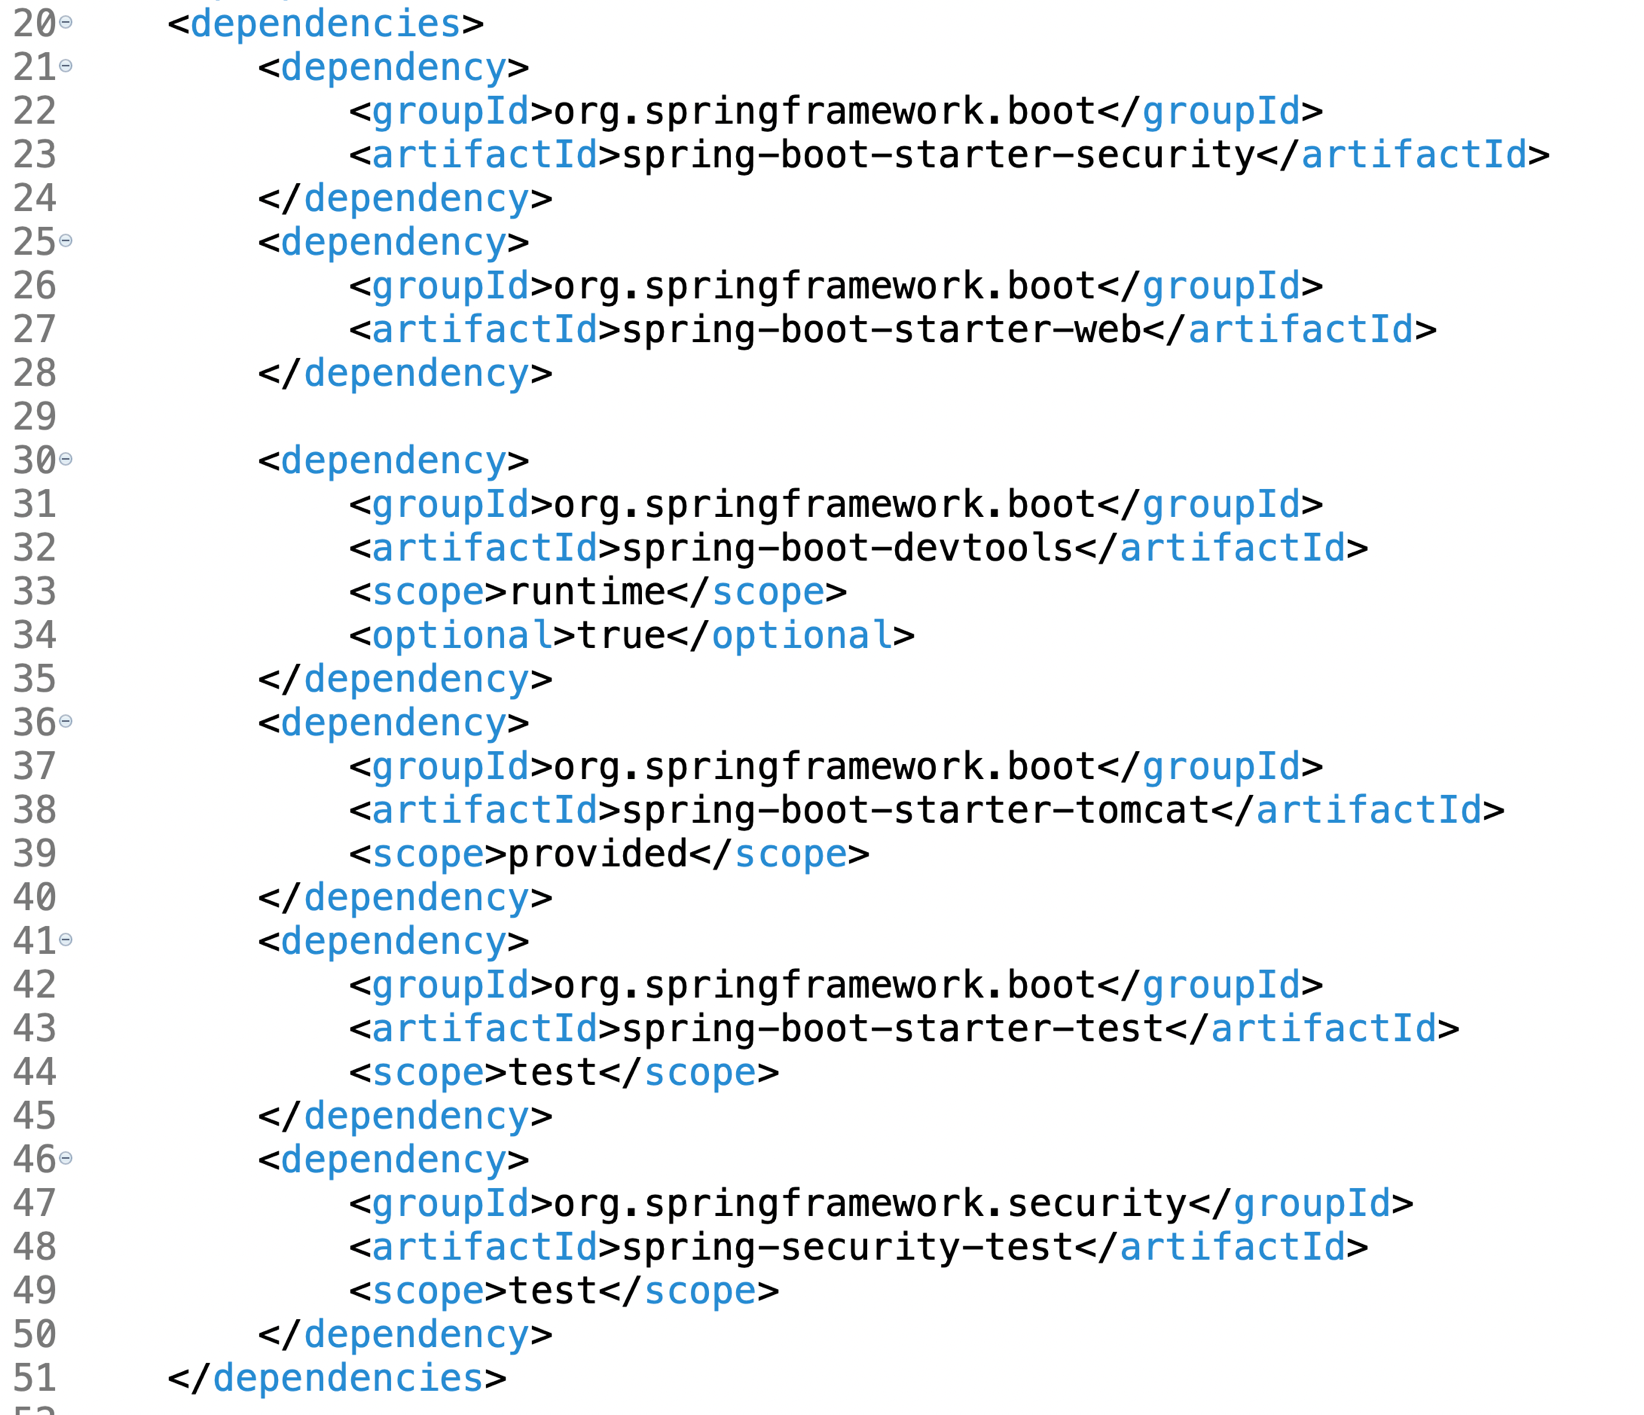 20 <dependencies>
21 <dependency>
22 <groupId>org.springframework.boot</groupId>
23 <artifactId>spring-boot-starter-security</artifactId>
24 </dependency>
25 <dependency>
26 <groupId>org.springframework.boot</groupId>
27 <artifactId>spring-boot-starter-web</artifactId>
28 </dependency>
29
30 <dependency>
31 <groupId>org.springframework.boot</groupId>
32 <artifactId>spring-boot-devtools</artifactId>
33 <scope>runtime</scope>
34 <optional>true</optional>
35 </dependency>
36 <dependency>
37 <groupId>org.springframework.boot</groupId>
38 <artifactId>spring-boot-starter-tomcat</artifactId>
39 <scope>provided</scope>
40 </dependency>
41 <dependency>
42 <groupId>org.springframework.boot</groupId>
43 <artifactId>spring-boot-starter-test</artifactId>
44 <scope>test</scope>
45 </dependency>
46 <dependency>
47 <groupId>org.springframework.security</groupId>
48 <artifactId>spring-security-test</artifactId>
49 <scope>test</scope>
50 </dependency>
51 </dependencies>